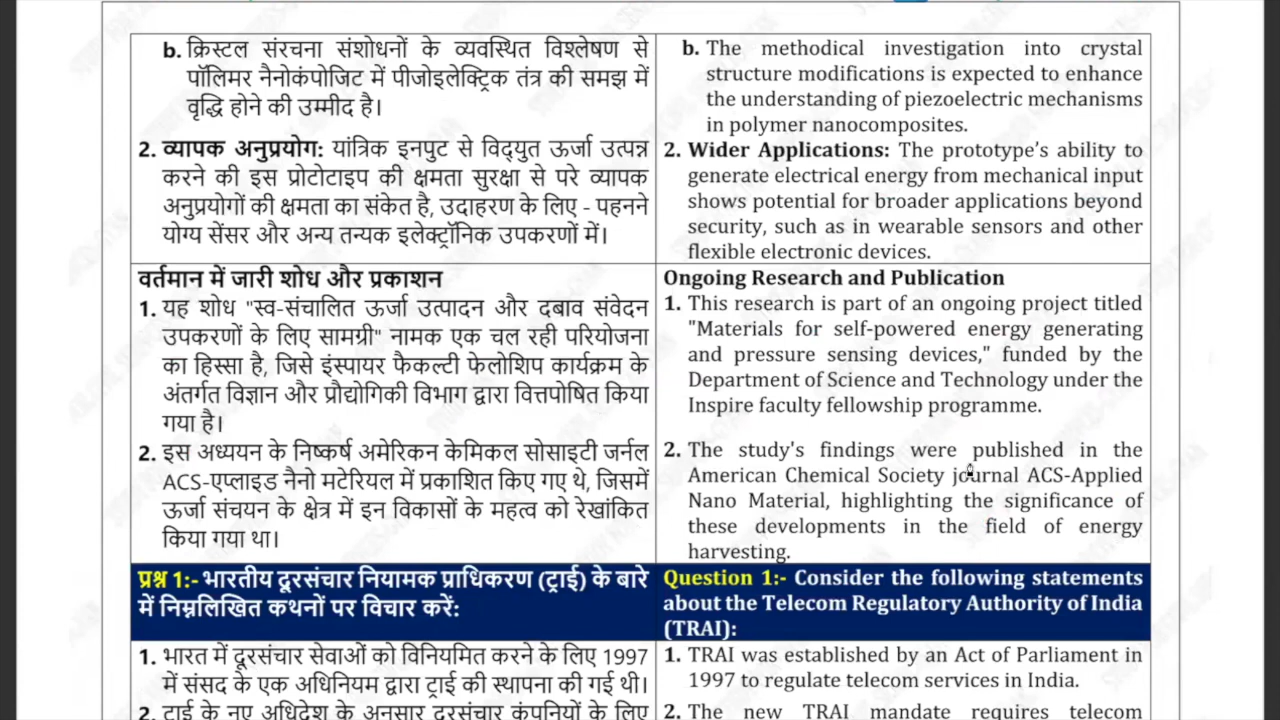 b. क्रिस्टल संरचना संशोधनों के व्यवस्थित विश्लेषण से
पॉलिमर नैनोकंपोजिट में पीजोइलेक्ट्रिक तंत्र की समझ में
वृद्धि होने की उम्मीद है।
2. व्यापक अनुप्रयोग: यांत्रिक इनपुट से विद्युत ऊर्जा उत्पन्न
करने की इस प्रोटोटाइप की क्षमता सुरक्षा से परे व्यापक
अनुप्रयोगों की क्षमता का संकेत है, उदाहरण के लिए - पहनने
योग्य सेंसर और अन्य तन्यक इलेक्ट्रॉनिक उपकरणों में।
b. The methodical investigation into crystal
structure modifications is expected to enhance
the understanding of piezoelectric mechanisms
in polymer nanocomposites.
2. Wider Applications: The prototype's ability to
generate electrical energy from mechanical input
shows potential for broader applications beyond
security, such as in wearable sensors and other
flexible electronic devices.
वर्तमान में जारी शोध और प्रकाशन
1. यह शोध "स्व-संचालित ऊर्जा उत्पादन और दबाव संवेदन
उपकरणों के लिए सामग्री" नामक एक चल रही परियोजना
का हिस्सा है, जिसे इंस्पायर फैकल्टी फेलोशिप कार्यक्रम के
अंतर्गत विज्ञान और प्रौद्योगिकी विभाग द्वारा वित्तपोषित किया
गया है।
2. इस अध्ययन के निष्कर्ष अमेरिकन केमिकल सोसाइटी जर्नल
ACS-एप्लाइड नैनो मटेरियल में प्रकाशित किए गए थे, जिसमें
ऊर्जा संचयन के क्षेत्र में इन विकासों के महत्व को रेखांकित
किया गया था।
Ongoing Research and Publication
1. This research is part of an ongoing project titled
"Materials for self-powered energy generating
and pressure sensing devices," funded by the
Department of Science and Technology under the
Inspire faculty fellowship programme.
2. The study's findings were published in the
American Chemical Society journal ACS-Applied
Nano Material, highlighting the significance of
these developments in the field of energy
harvesting.
प्रश्न 1:- भारतीय दूरसंचार नियामक प्राधिकरण (ट्राई) के बारे
में निम्नलिखित कथनों पर विचार करें:
Question 1:- Consider the following statements
about the Telecom Regulatory Authority of India
(TRAI):
1. भारत में दूरसंचार सेवाओं को विनियमित करने के लिए 1997
में संसद के एक अधिनियम द्वारा ट्राई की स्थापना की गई थी।
2. ट्राई के नए अधिदेश के अनुसार दूरसंचार कंपनियों के लिए
1. TRAI was established by an Act of Parliament in
1997 to regulate telecom services in India.
2. The new TRAI mandate requires telecom